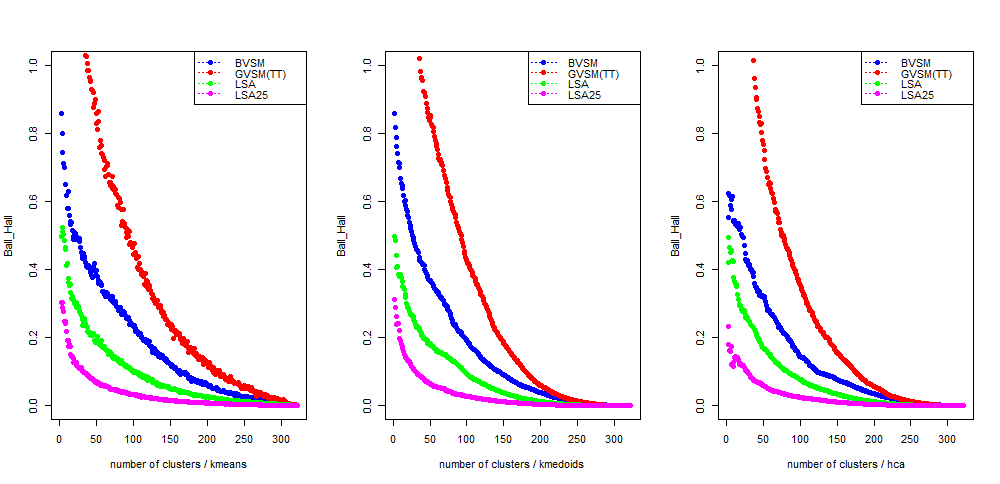 BVSM
GVSM(TT)
LSA
LSA25
Ball_Hall
0.0 0.2 0.4 0.6 0.8 1.0
0 50 100 150 200 250 300
number of clusters / kmeans
BVSM
GVSM(TT)
LSA
LSA25
Ball_Hall
0.0 0.2 0.4 0.6 0.8 1.0
0 50 100 150 200 250 300
number of clusters / kmedoids
BVSM
GVSM(TT)
LSA
LSA25
Ball_Hall
0.0 0.2 0.4 0.6 0.8 1.0
0 50 100 150 200 250 300
number of clusters / hca